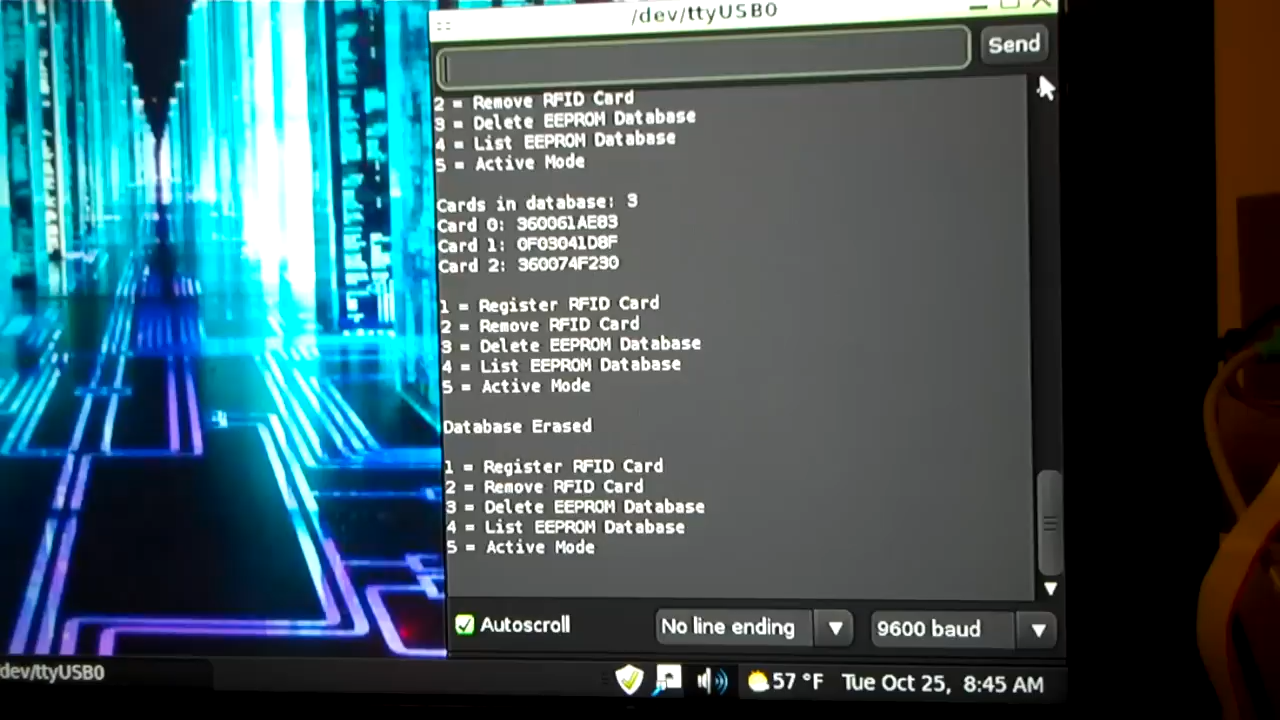 /dev/ttyUSB0
Send
2 = Remove RFID Card
3 = Delete EEPROM Database
4 = List EEPROM Database
5 = Active Mode
Cards in database: 3
Card 0: 360061AE83
Card 1: 0F03041D8F
Card 2: 360074F230
1 = Register RFID Card
2 = Remove RFID Card
3 = Delete EEPROM Database
4 = List EEPROM Database
5 = Active Mode
Database Erased
1 = Register RFID Card
2 = Remove RFID Card
3 = Delete EEPROM Database
4 = List EEPROM Database
5 = Active Mode
Autoscroll
No line ending
9600 baud
dev/ttyUSB0
57 °F
Tue Oct 25, 8:45 AM